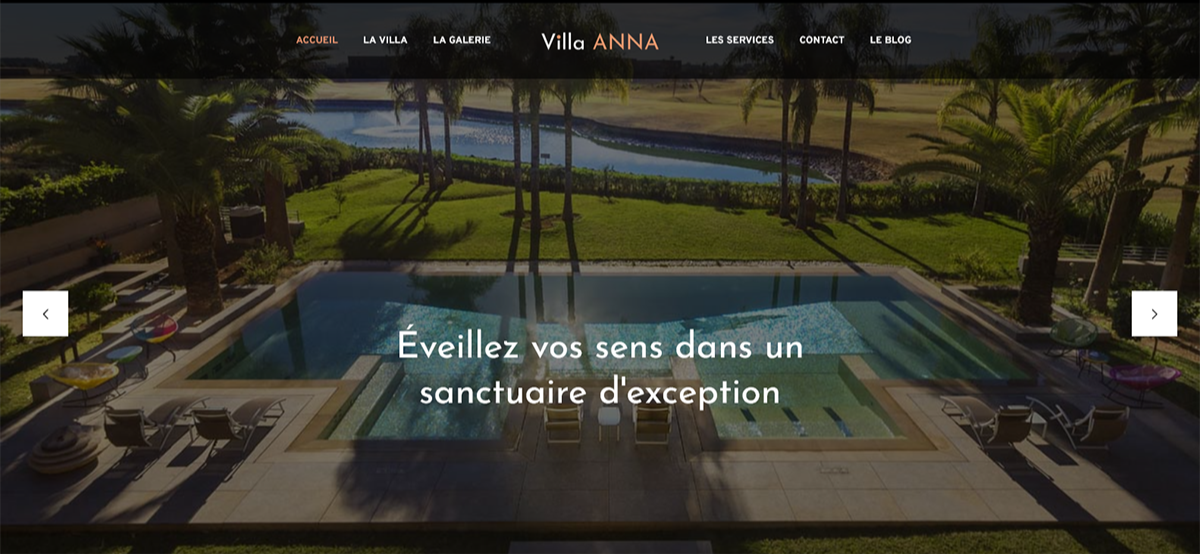 ACCUEIL LA VILLA LA GALERIE Villa ANNA LES SERVICES CONTACT LE BLOG
Éveillez vos sens dans un
sanctuaire d'exception